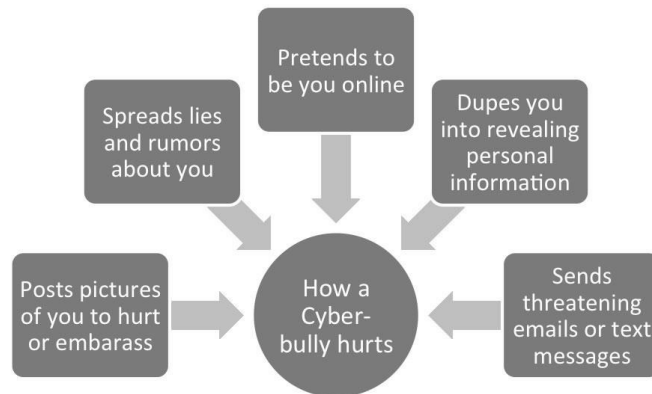 Pretends to
be you online
Spreads lies
and rumors
about you
Dupes you
into revealing
personal
information
Posts pictures
of you to hurt
or embarass
How a
Cyber-
bully hurts
Sends
threatening
emails or text
messages